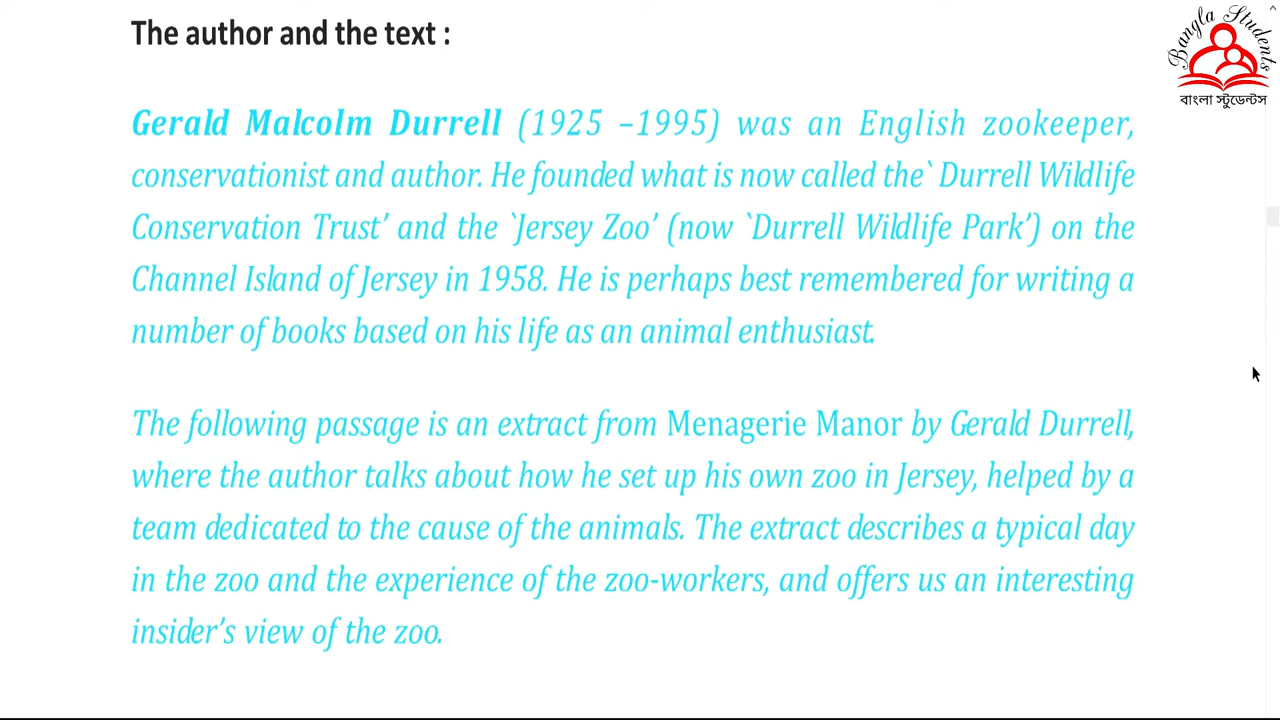 The author and the text :
Bangla Students
বাংলা স্টুডেন্টস
Gerald Malcolm Durrell (1925 –1995) was an English zookeeper,
conservationist and author. He founded what is now called the` Durrell Wildlife
Conservation Trust’ and the `Jersey Zoo’ (now `Durrell Wildlife Park’) on the
Channel Island of Jersey in 1958. He is perhaps best remembered for writing a
number of books based on his life as an animal enthusiast.
The following passage is an extract from Menagerie Manor by Gerald Durrell,
where the author talks about how he set up his own zoo in Jersey, helped by a
team dedicated to the cause of the animals. The extract describes a typical day
in the zoo and the experience of the zoo-workers, and offers us an interesting
insider’s view of the zoo.